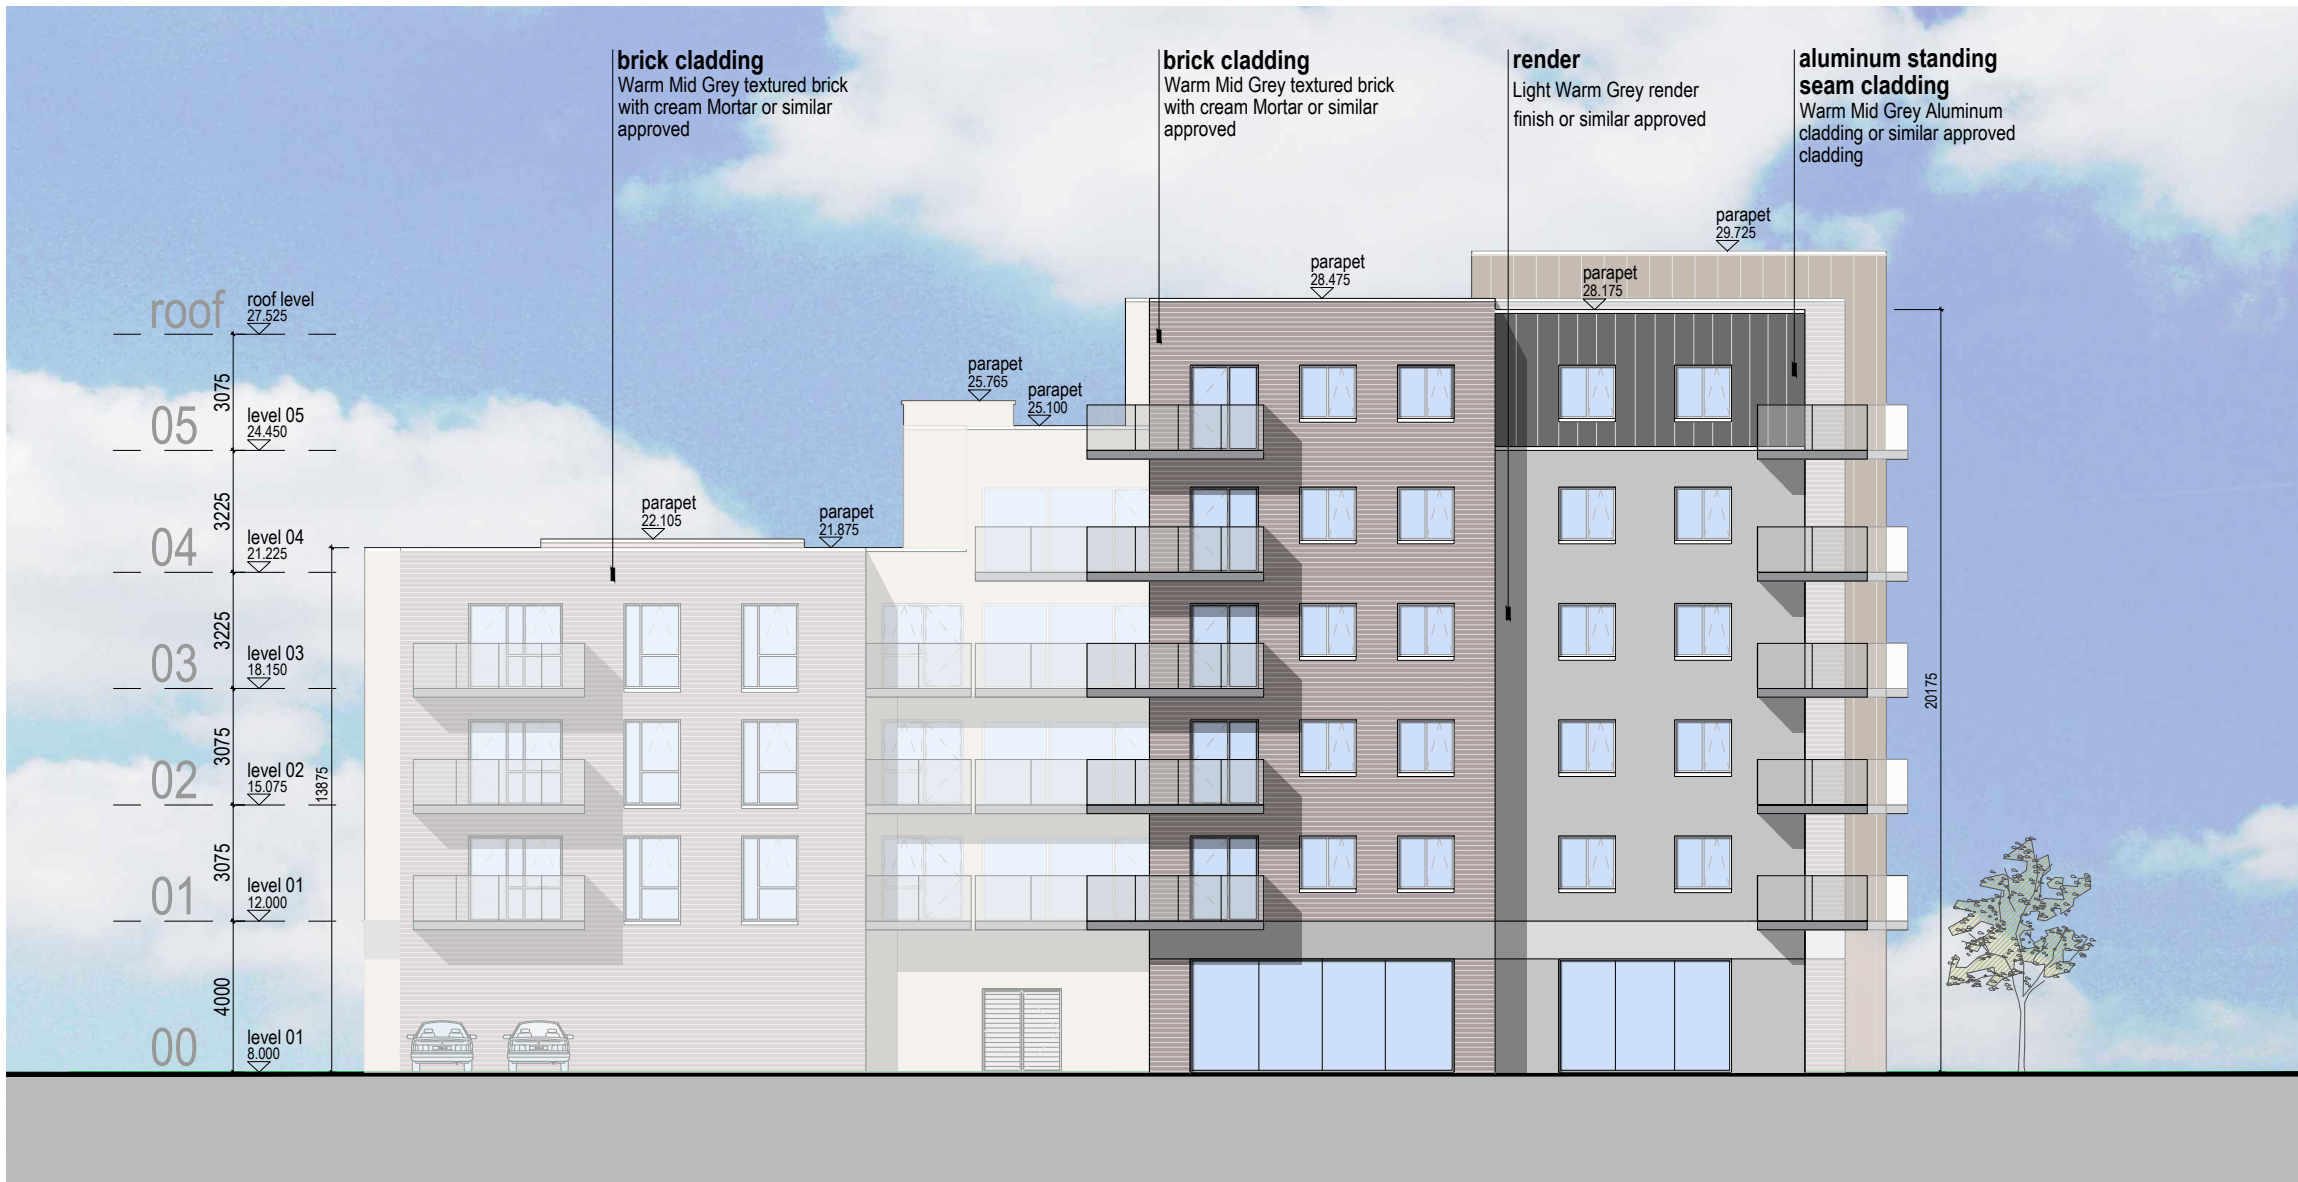 brick cladding
Warm Mid Grey textured brick
with cream Mortar or similar
approved
brick cladding
Warm Mid Grey textured brick
with cream Mortar or similar
approved
render
Light Warm Grey render
finish or similar approved
aluminum standing
seam cladding
Warm Mid Grey Aluminum
cladding or similar approved
cladding
parapet
29.725
parapet
28.475
parapet
28.175
roof
roof level
27.525
3075
parapet
25.765
parapet
25.100
05
level 05
24.450
3225
parapet
22.105
parapet
21.875
04
level 04
21.225
3225
03
level 03
18.150
3075
02
level 02
15.075
13875
20175
3075
01
level 01
12.000
4000
00
level 01
8.000